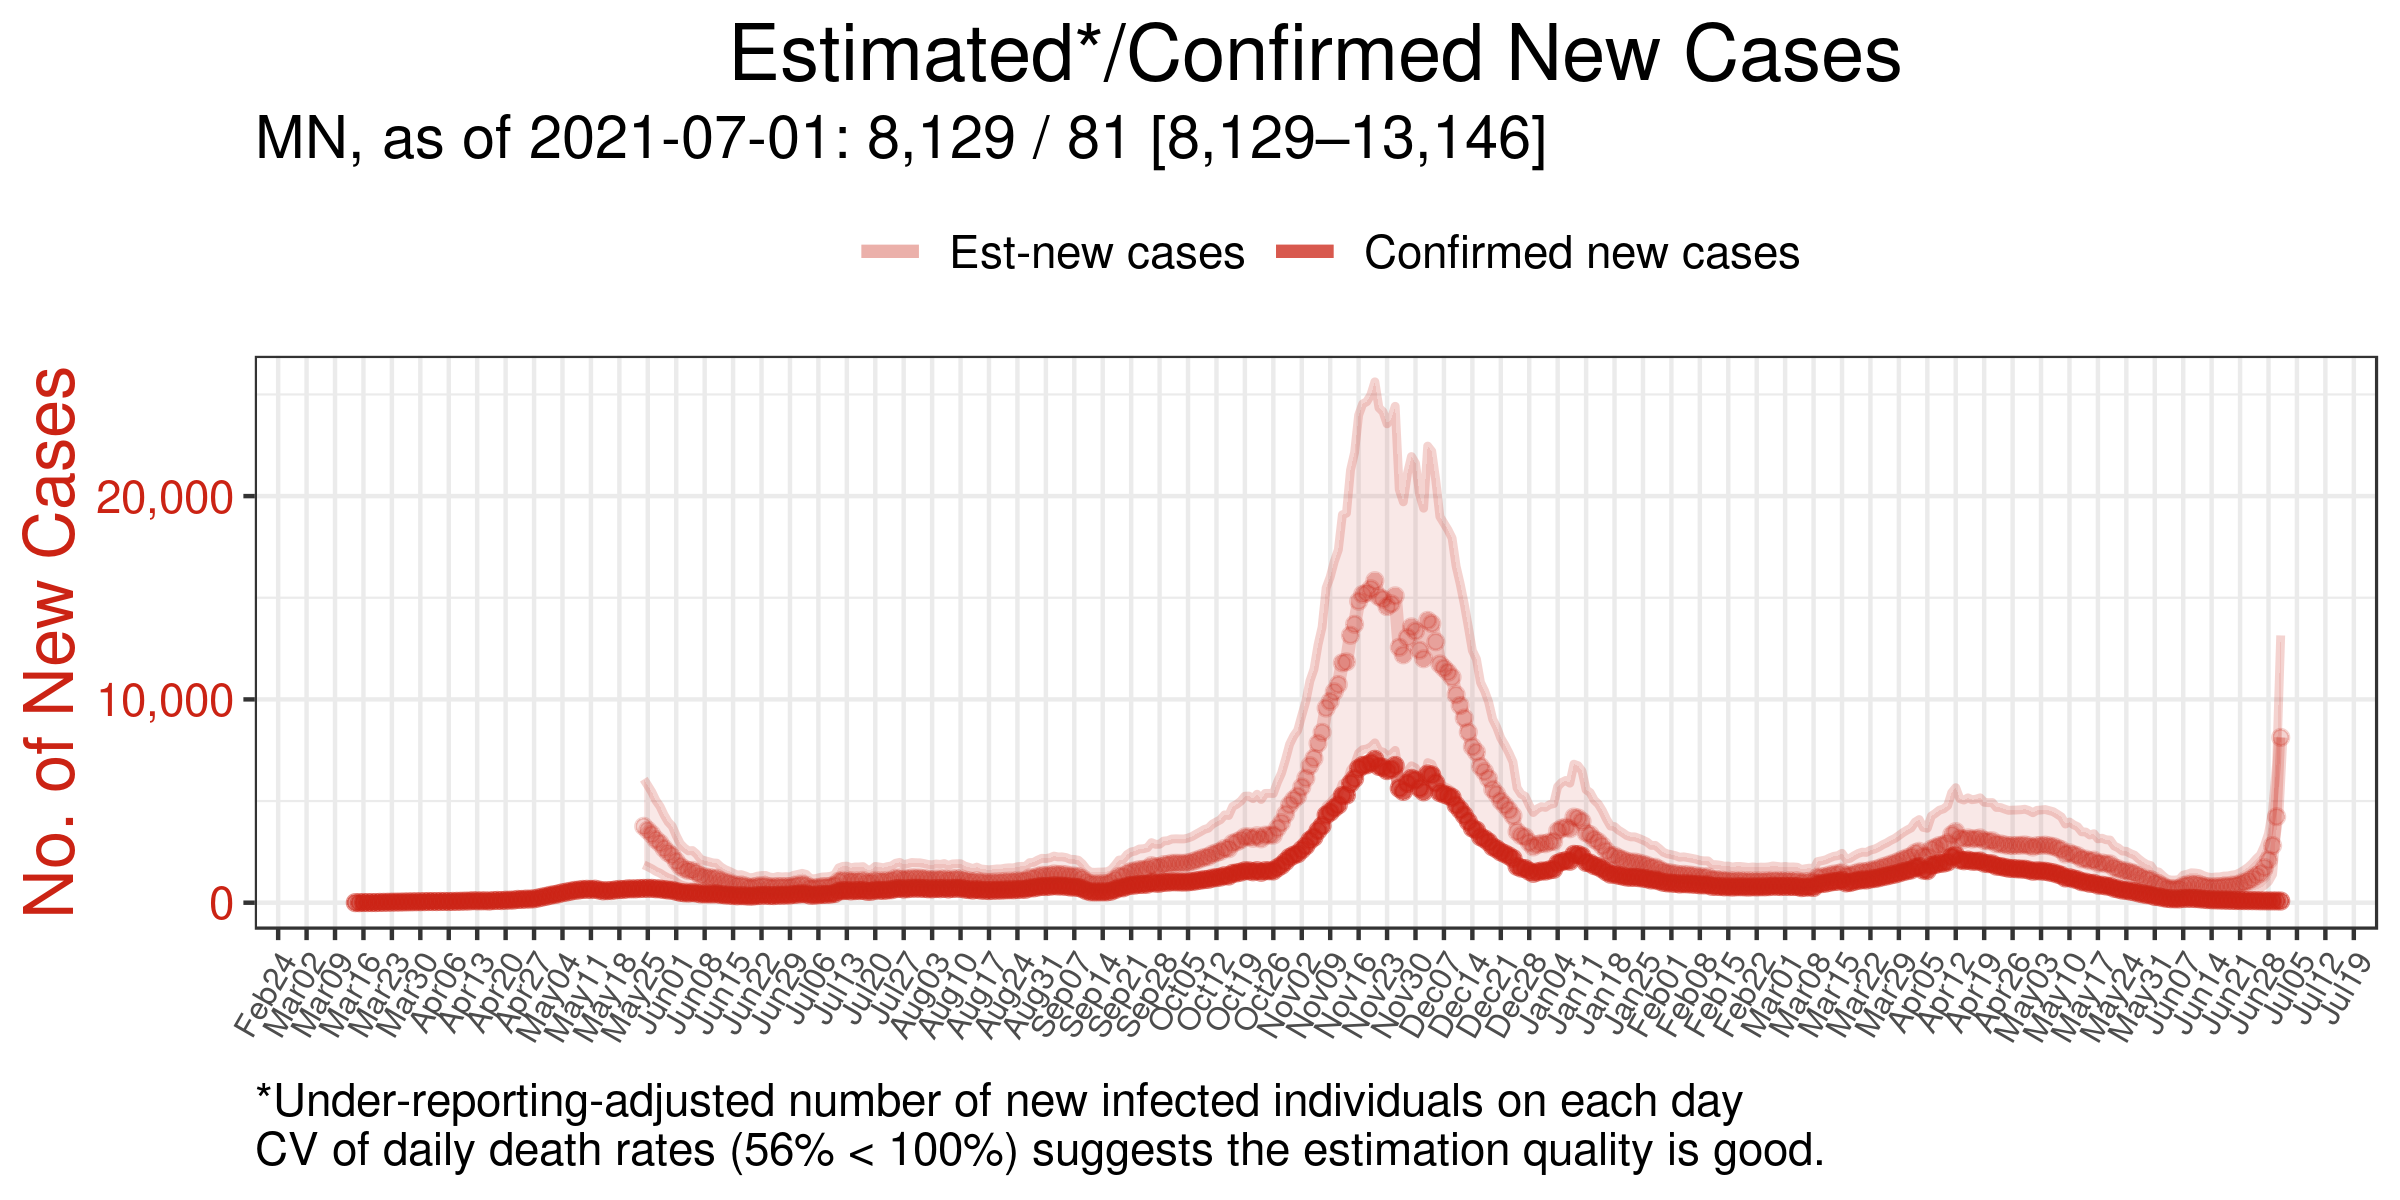 Estimated*/Confirmed New Cases
MN, as of 2021-07-01: 8,129 / 81 [8,129–13,146]
Est-new cases
Confirmed new cases
No. of New Cases
20,000
10,000
0
Feb24
Mar02
Mar09
Mar16
Mar23
Mar30
Apr06
Apr13
Apr20
Apr27
May04
May11
May18
May25
Jun01
Jun08
Jun15
Jun22
Jun29
Jul06
Jul13
Jul20
Jul27
Aug03
Aug10
Aug17
Aug24
Aug31
Sep07
Sep14
Sep21
Sep28
Oct05
Oct12
Oct19
Oct26
Nov02
Nov09
Nov16
Nov23
Nov30
Dec07
Dec14
Dec21
Dec28
Jan04
Jan11
Jan18
Jan25
Feb01
Feb08
Feb15
Feb22
Mar01
Mar08
Mar15
Mar22
Mar29
Apr05
Apr12
Apr19
Apr26
May03
May10
May17
May24
May31
Jun07
Jun14
Jun21
Jun28
Jul05
Jul12
Jul19
*Under-reporting-adjusted number of new infected individuals on each day
CV of daily death rates (56% < 100%) suggests the estimation quality is good.